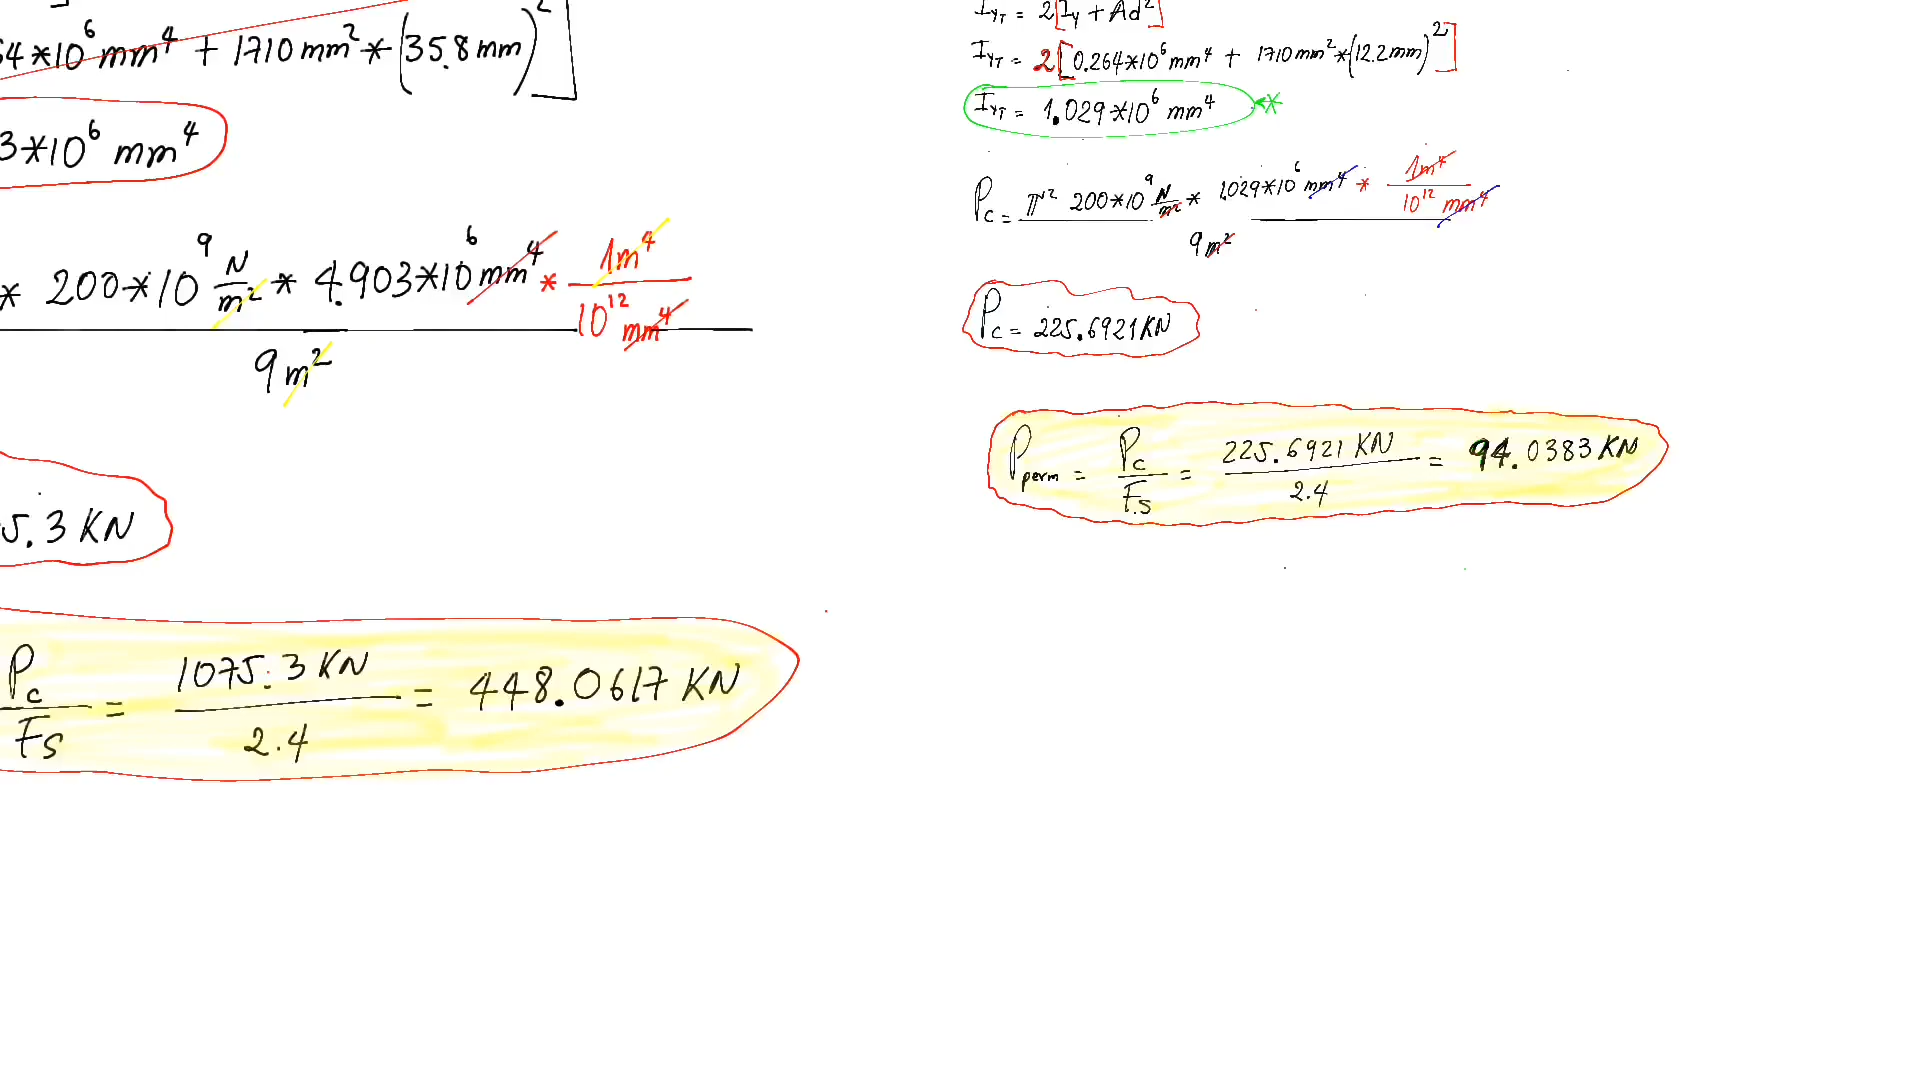 4*10⁶ mm⁴ + 1710 mm² * (35.8 mm)²]
3*10⁶ mm⁴
* 200*10⁹ N/m² * 4.903*10⁶ mm⁴ * 1m⁴/10¹² mm⁴
9 m²
5.3 KN
Pc/Fs = 1075.3 KN/2.4 = 448.0617 KN
IyT = 2[Iy + Ad²]
IyT = 2[0.264*10⁶ mm⁴ + 1710 mm² * (12.2 mm)²]
IyT = 1.029*10⁶ mm⁴ *
Pc = π² 200*10⁹ N/m² * 1.029*10⁶ mm⁴ * 1m⁴/10¹² mm⁴
9 m²
Pc = 225.6921 KN
Pperm = Pc/Fs = 225.6921 KN/2.4 = 94.0383 KN